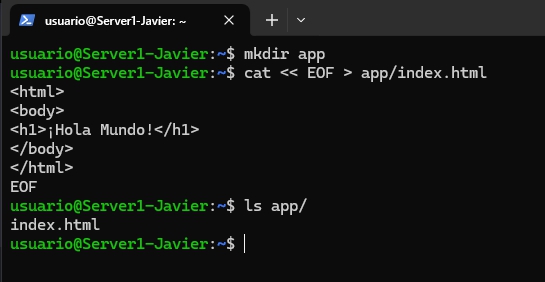 usuario@Server1-Javier: ~
usuario@Server1-Javier:~$ mkdir app
usuario@Server1-Javier:~$ cat << EOF > app/index.html
<html>
<body>
<h1>¡Hola Mundo!</h1>
</body>
</html>
EOF
usuario@Server1-Javier:~$ ls app/
index.html
usuario@Server1-Javier:~$